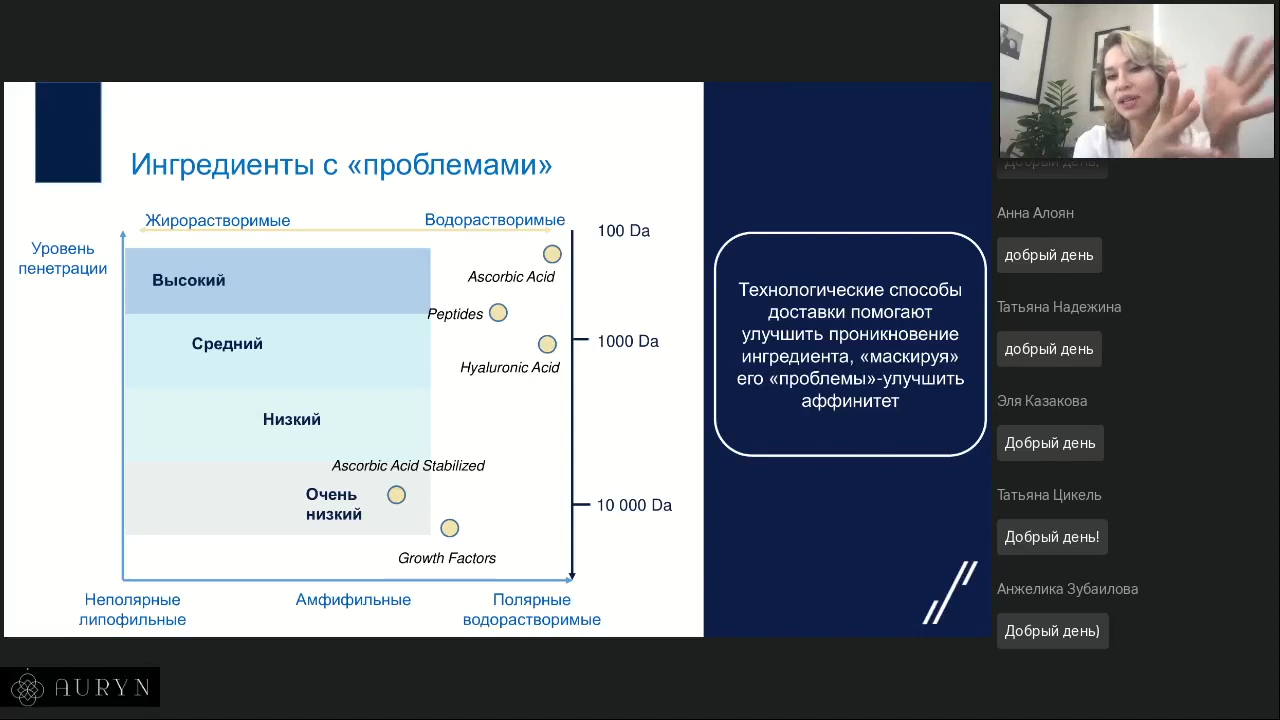 Ингредиенты с «проблемами»
Жирорастворимые
Водорастворимые
Уровень
пенетрации
Высокий
Средний
Низкий
Очень
низкий
Ascorbic Acid
Peptides
Hyaluronic Acid
Ascorbic Acid Stabilized
Growth Factors
100 Da
1000 Da
10 000 Da
Неполярные
липофильные
Амфифильные
Полярные
водорастворимые
Технологические способы
доставки помогают
улучшить проникновение
ингредиента, «маскируя»
его «проблемы»-улучшить
аффинитет
AURYN
Добрый день,
Анна Алоян
добрый день
Татьяна Надежина
добрый день
Эля Казакова
Добрый день
Татьяна Цикель
Добрый день!
Анжелика Зубаилова
Добрый день)